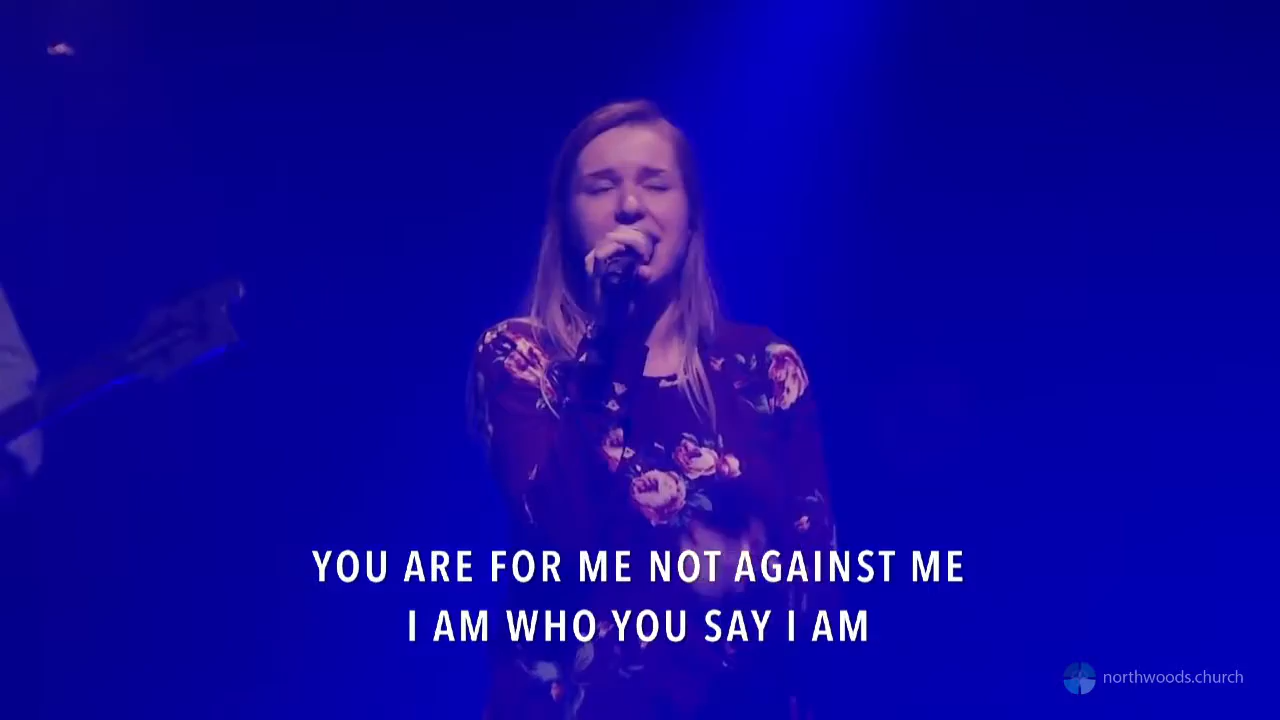 YOU ARE FOR ME NOT AGAINST ME
I AM WHO YOU SAY I AM
northwoods.church